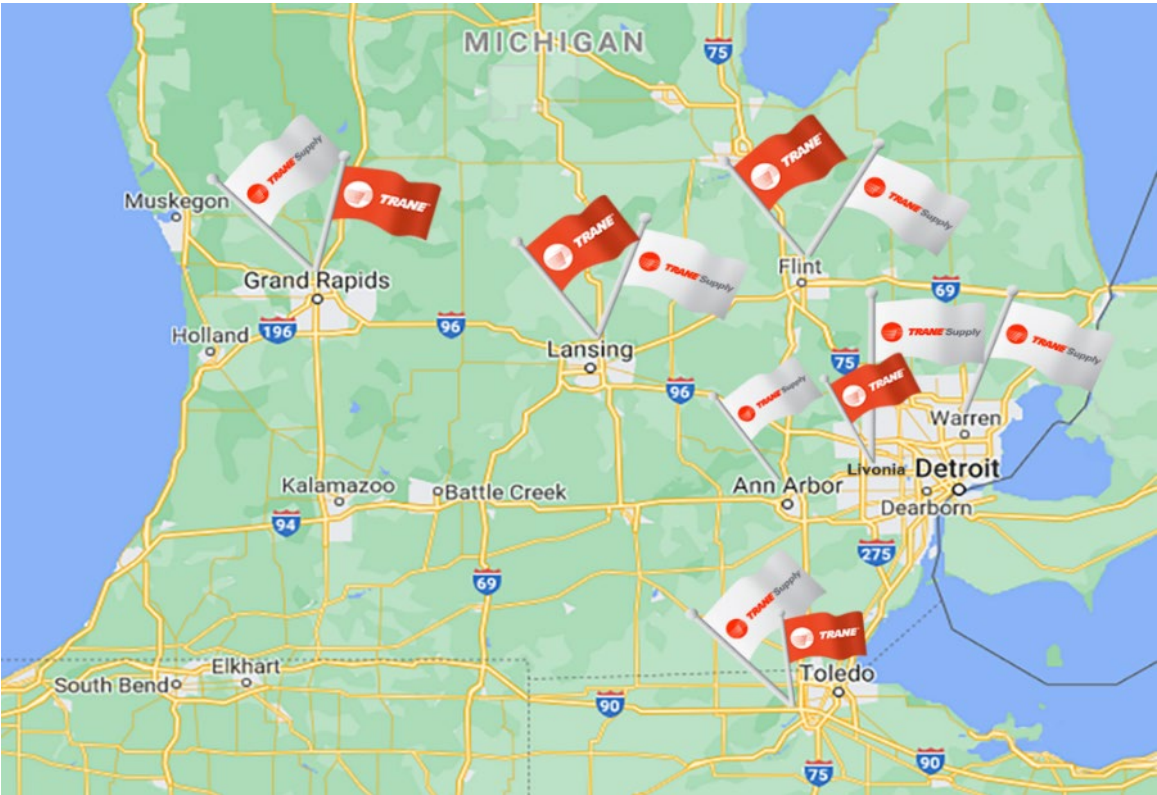 MICHIGAN
75
TRANE Supply
TRANE
TRANE
TRANE Supply
Muskegon
TRANE
TRANE Supply
Flint
Grand Rapids
69
196
96
TRANE Supply
TRANE Supply
Holland
Lansing
75
TRANE
96
TRANE Supply
Warren
Livonia
Detroit
Kalamazoo
Battle Creek
Ann Arbor
Dearborn
94
275
69
TRANE Supply
TRANE
Elkhart
South Bend
Toledo
90
90
75